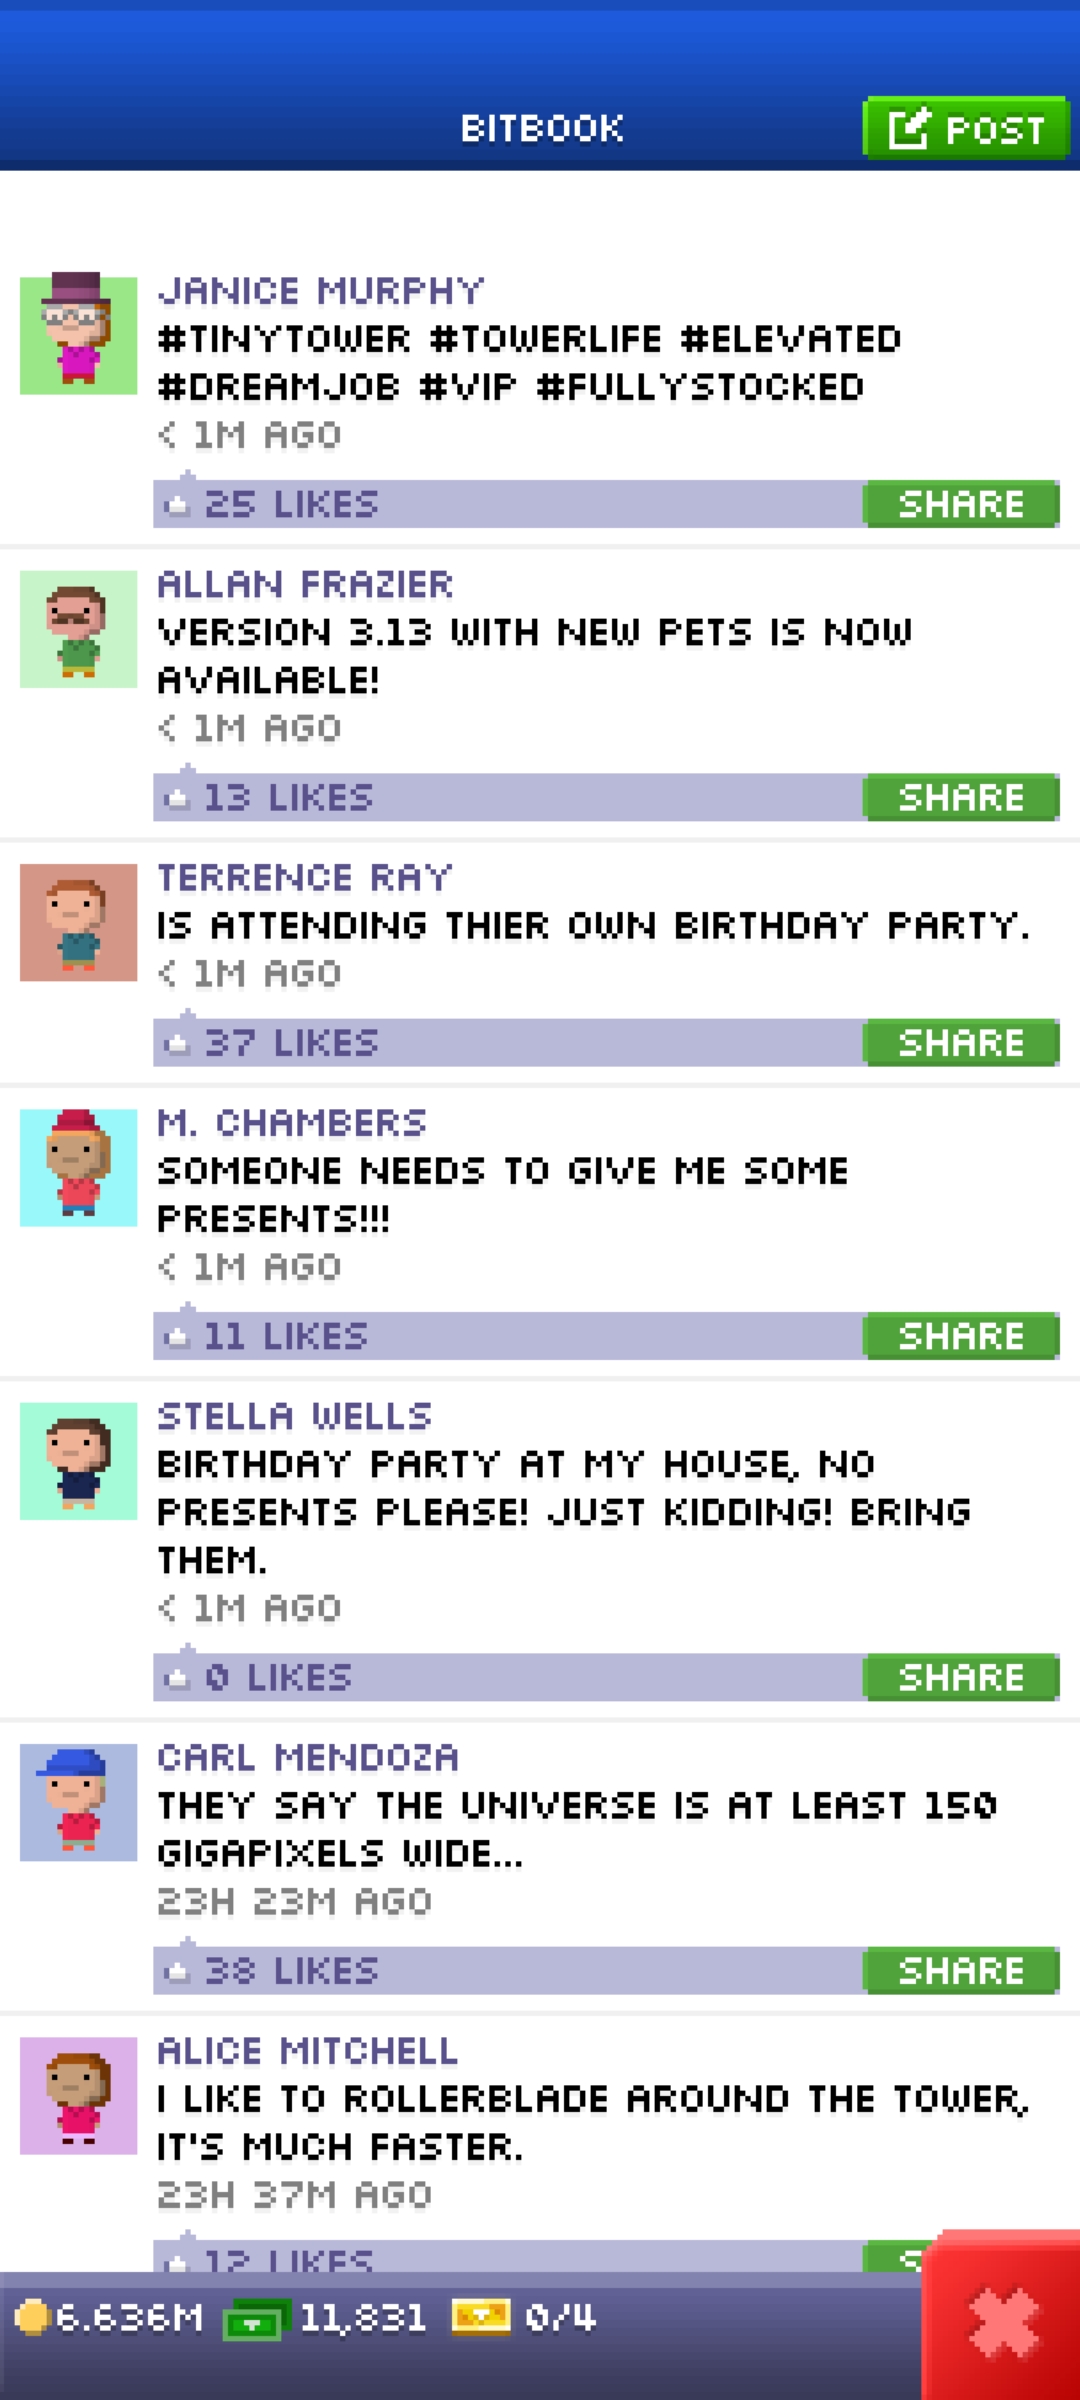 BITBOOK
POST
JANICE MURPHY
#TINYTOWER #TOWERLIFE #ELEVATED
#DREAMJOB #VIP #FULLYSTOCKED
< 1M AGO
25 LIKES
SHARE
ALLAN FRAZIER
VERSION 3.13 WITH NEW PETS IS NOW
AVAILABLE!
< 1M AGO
13 LIKES
SHARE
TERRENCE RAY
IS ATTENDING THIER OWN BIRTHDAY PARTY.
< 1M AGO
37 LIKES
SHARE
M. CHAMBERS
SOMEONE NEEDS TO GIVE ME SOME
PRESENTS!!!
< 1M AGO
11 LIKES
SHARE
STELLA WELLS
BIRTHDAY PARTY AT MY HOUSE, NO
PRESENTS PLEASE! JUST KIDDING! BRING
THEM.
< 1M AGO
0 LIKES
SHARE
CARL MENDOZA
THEY SAY THE UNIVERSE IS AT LEAST 150
GIGAPIXELS WIDE...
23H 23M AGO
38 LIKES
SHARE
ALICE MITCHELL
I LIKE TO ROLLERBLADE AROUND THE TOWER,
IT'S MUCH FASTER.
23H 37M AGO
12 LIKES
6.636M
11,831
0/4